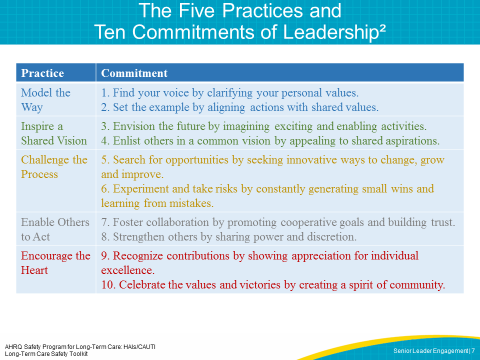 The Five Practices and
Ten Commitments of Leadership²
Practice Commitment
Model the Way
1. Find your voice by clarifying your personal values.
2. Set the example by aligning actions with shared values.
Inspire a Shared Vision
3. Envision the future by imagining exciting and enabling activities.
4. Enlist others in a common vision by appealing to shared aspirations.
Challenge the Process
5. Search for opportunities by seeking innovative ways to change, grow
and improve.
6. Experiment and take risks by constantly generating small wins and
learning from mistakes.
Enable Others to Act
7. Foster collaboration by promoting cooperative goals and building trust.
8. Strengthen others by sharing power and discretion.
Encourage the Heart
9. Recognize contributions by showing appreciation for individual
excellence.
10. Celebrate the values and victories by creating a spirit of community.
AHRQ Safety Program for Long-Term Care: HAIs/CAUTI
Long-Term Care Safety Toolkit
Senior Leader Engagement | 7